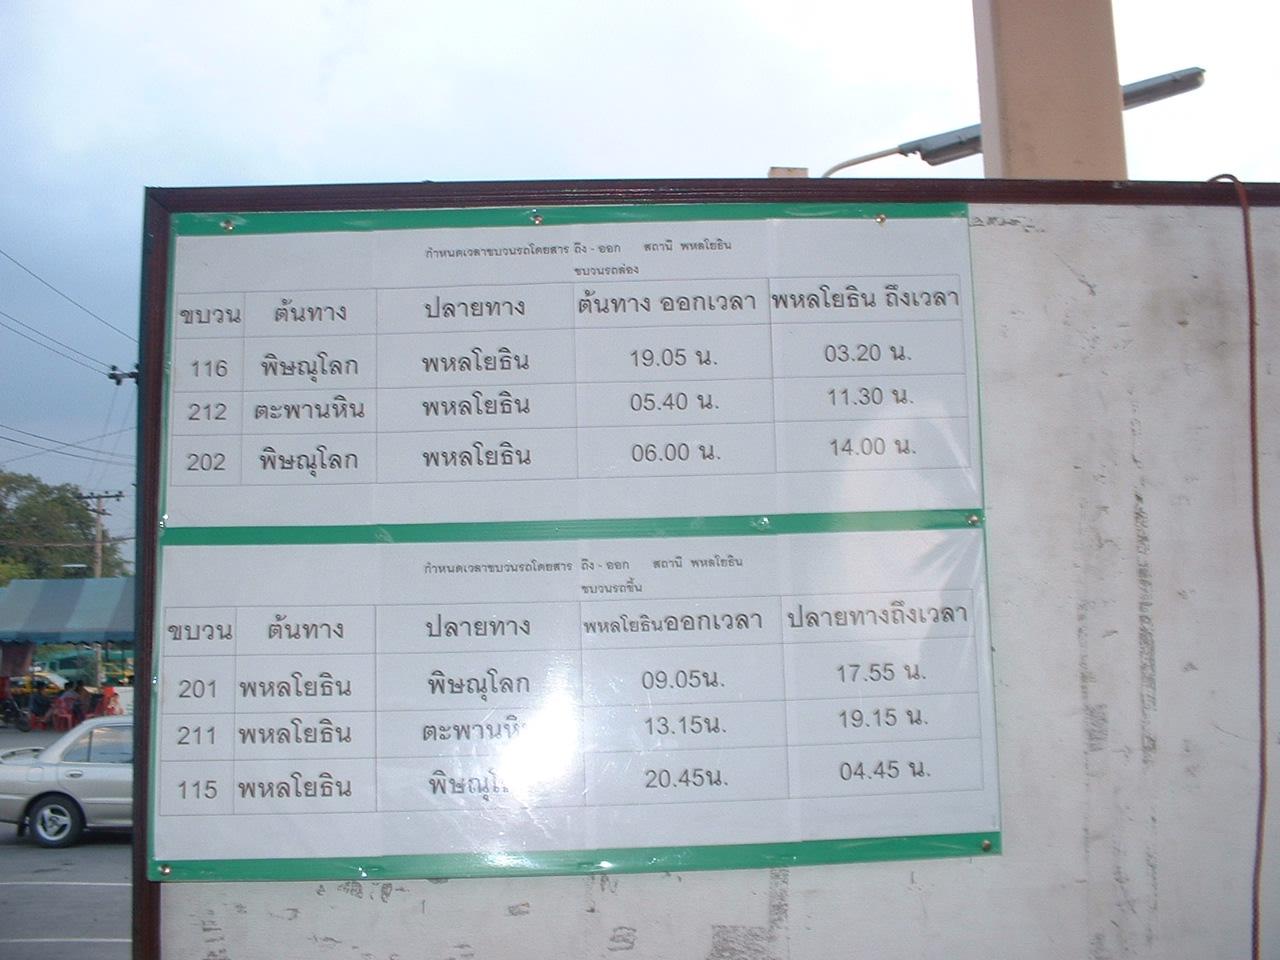 กำหนดเวลาขบวนรถโดยสาร ถึง - ออก สถานี พหลโยธิน
ขบวนรถล่อง
ขบวน ต้นทาง ปลายทาง ต้นทาง ออกเวลา พหลโยธิน ถึงเวลา
116 พิษณุโลก พหลโยธิน 19.05 น. 03.20 น.
212 ตะพานหิน พหลโยธิน 05.40 น. 11.30 น.
202 พิษณุโลก พหลโยธิน 06.00 น. 14.00 น.
กำหนดเวลาขบวนรถโดยสาร ถึง - ออก สถานี พหลโยธิน
ขบวนรถขึ้น
ขบวน ต้นทาง ปลายทาง พหลโยธินออกเวลา ปลายทางถึงเวลา
201 พหลโยธิน พิษณุโลก 09.05น. 17.55 น.
211 พหลโยธิน 13.15น. 19.15 น.
115 พหลโยธิน 20.45น. 04.45 น.